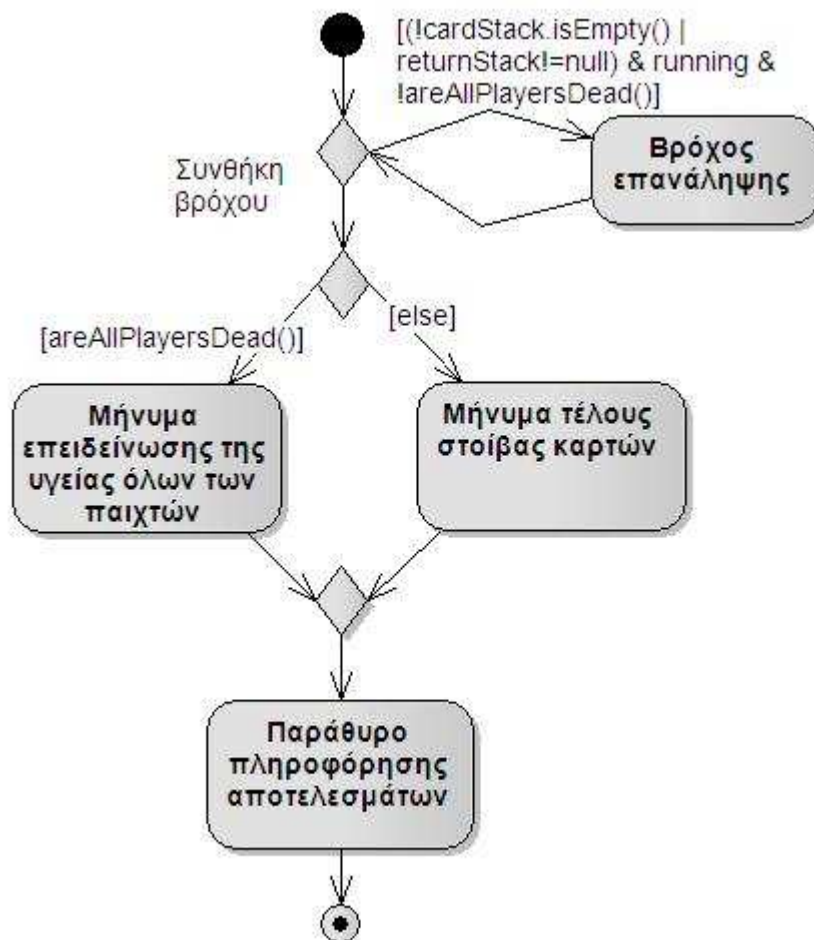 [(!cardStack.isEmpty() |
returnStack!=null) & running &
!areAllPlayersDead()]
Βρόχος
επανάληψης
Συνθήκη
βρόχου
[areAllPlayersDead()]
[else]
Μήνυμα
επειδείνωσης της
υγείας όλων των
παιχτών
Μήνυμα τέλους
στοίβας καρτών
Παράθυρο
πληροφόρησης
αποτελεσμάτων